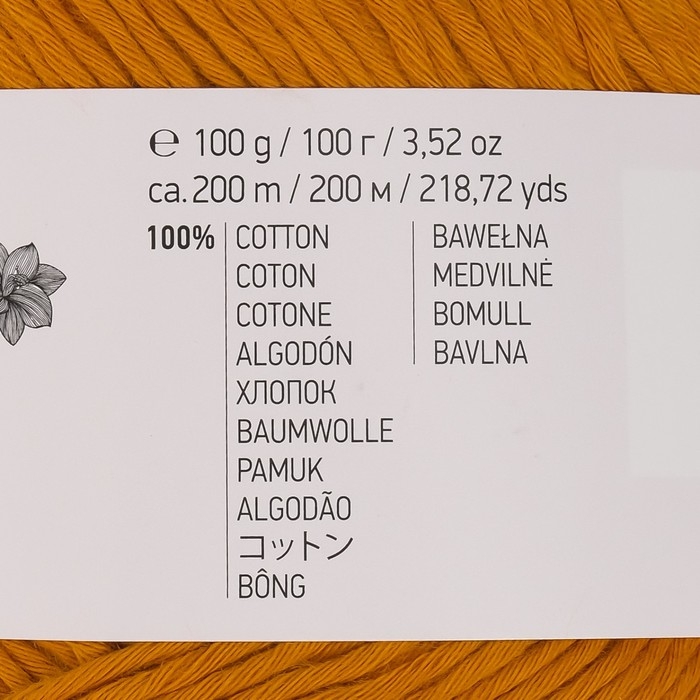 ℮ 100 g / 100 г / 3,52 oz
ca. 200 m / 200 м / 218,72 yds
100%
COTTON
COTON
COTONE
ALGODÓN
ХЛОПОК
BAUMWOLLE
PAMUK
ALGODÃO
コットン
BÔNG
BAWEŁNA
MEDVILNĖ
BOMULL
BAVLNA